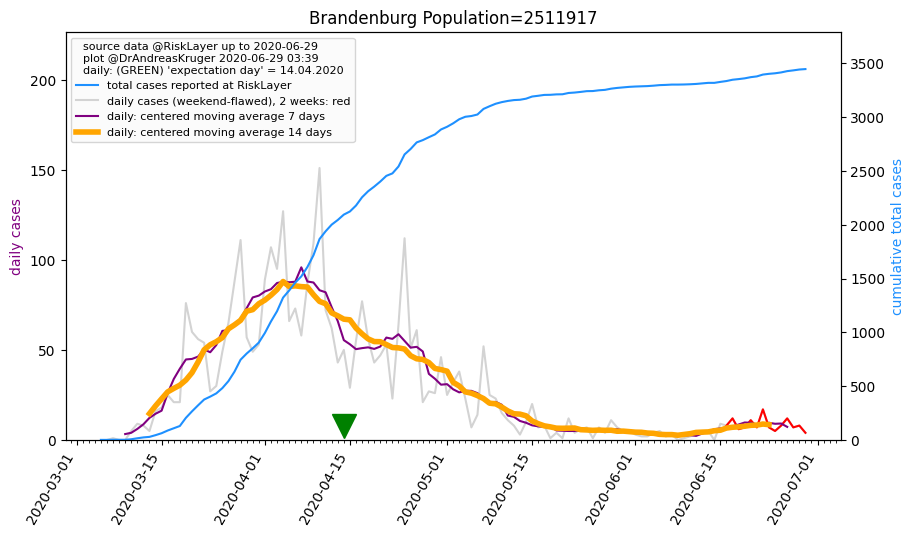 Brandenburg Population=2511917
source data @RiskLayer up to 2020-06-29
plot @DrAndreasKruger 2020-06-29 03:39
daily: (GREEN) 'expectation day' = 14.04.2020
total cases reported at RiskLayer
daily cases (weekend-flawed), 2 weeks: red
daily: centered moving average 7 days
daily: centered moving average 14 days
daily cases
200
150
100
50
0
cumulative total cases
3500
3000
2500
2000
1500
1000
500
0
2020-03-01
2020-03-15
2020-04-01
2020-04-15
2020-05-01
2020-05-15
2020-06-01
2020-06-15
2020-07-01